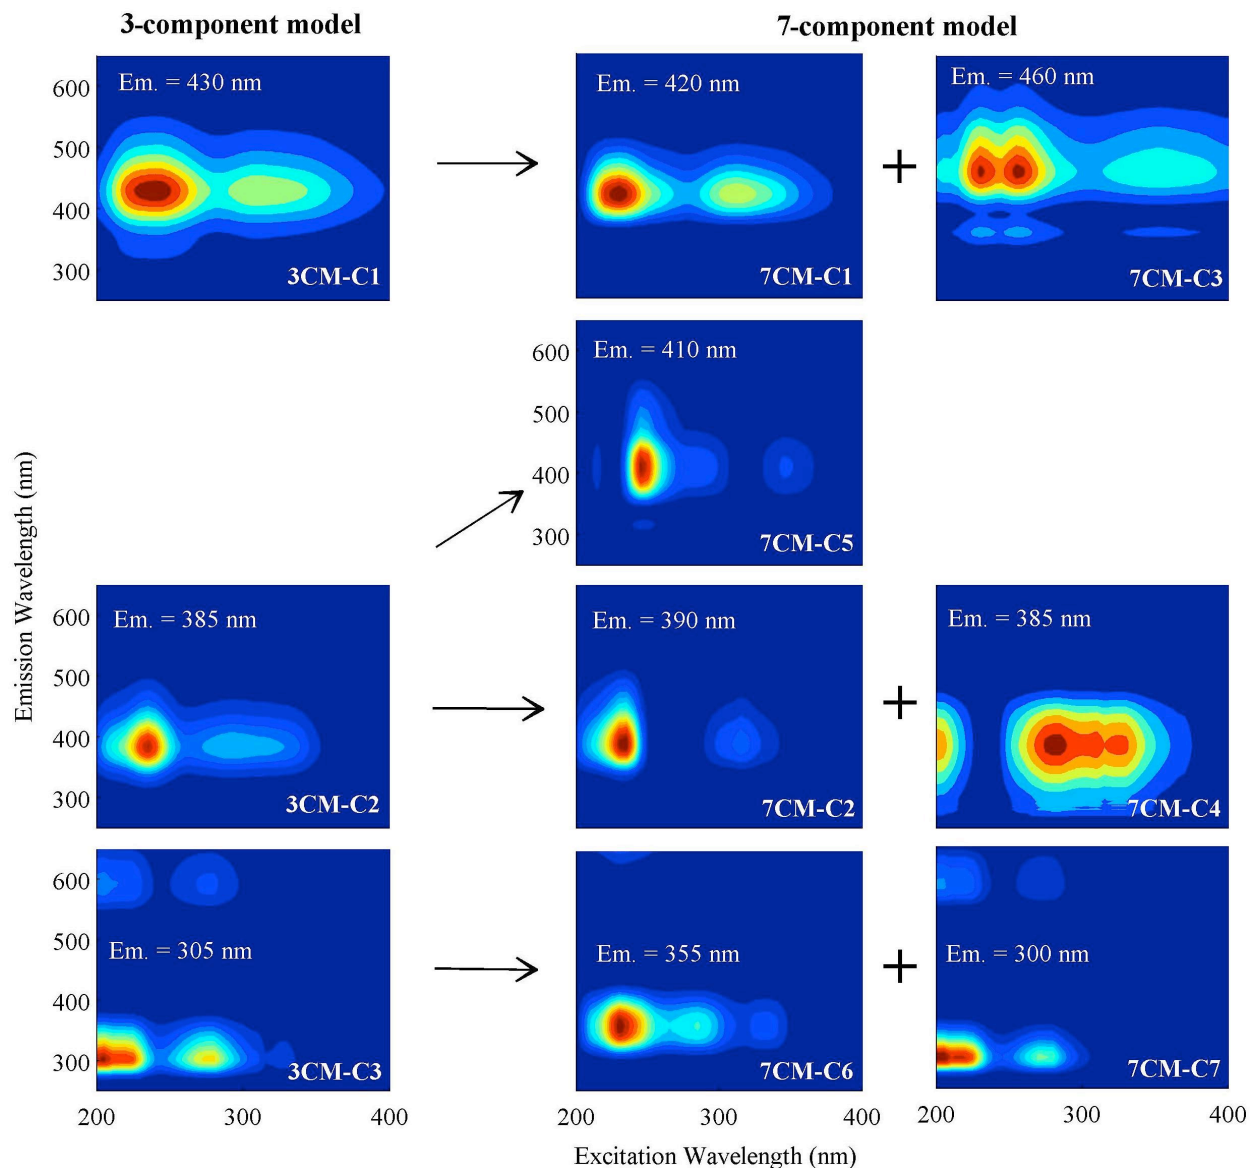 3-component model
7-component model
600
500
400
300
Em. = 430 nm
3CM-C1
Em. = 420 nm
7CM-C1
+
Em. = 460 nm
7CM-C3
600
500
400
300
Em. = 410 nm
7CM-C5
Emission Wavelength (nm)
600
500
400
300
Em. = 385 nm
3CM-C2
Em. = 390 nm
7CM-C2
+
Em. = 385 nm
7CM-C4
600
500
400
300
Em. = 305 nm
3CM-C3
Em. = 355 nm
7CM-C6
+
Em. = 300 nm
7CM-C7
200
300
400
200
300
400
200
300
400
Excitation Wavelength (nm)